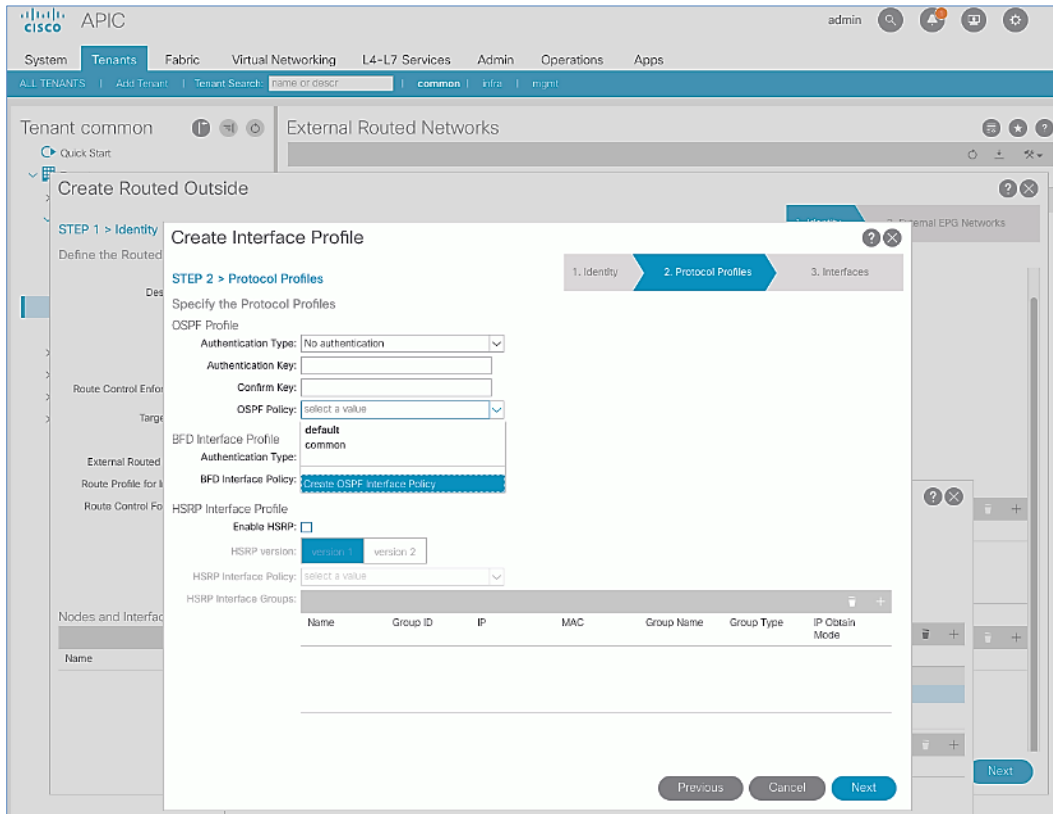 cisco APIC admin
System Tenants Fabric Virtual Networking L4-L7 Services Admin Operations Apps
ALL TENANTS | Add Tenant | Tenant Search: name or descr | common | infra | mgmt
Tenant common
Quick Start
External Routed Networks
Create Routed Outside
STEP 1 > Identity
External EPG Networks
Define the Routed
Route Control Enfor
Targe
External Routed
Route Profile for
Route Control Fo
Nodes and Interfac
Name
Create Interface Profile
STEP 2 > Protocol Profiles
1. Identity 2. Protocol Profiles 3. Interfaces
Specify the Protocol Profiles
OSPF Profile
Authentication Type: No authentication
Authentication Key:
Confirm Key:
OSPF Policy: select a value
default
common
Create OSPF Interface Policy
BFD Interface Profile
Authentication Type:
BFD Interface Policy:
HSRP Interface Profile
Enable HSRP:
HSRP version: version 1 version 2
HSRP Interface Policy: select a value
HSRP Interface Groups:
Name Group ID IP MAC Group Name Group Type IP Obtain Mode
Previous Cancel Next
Next